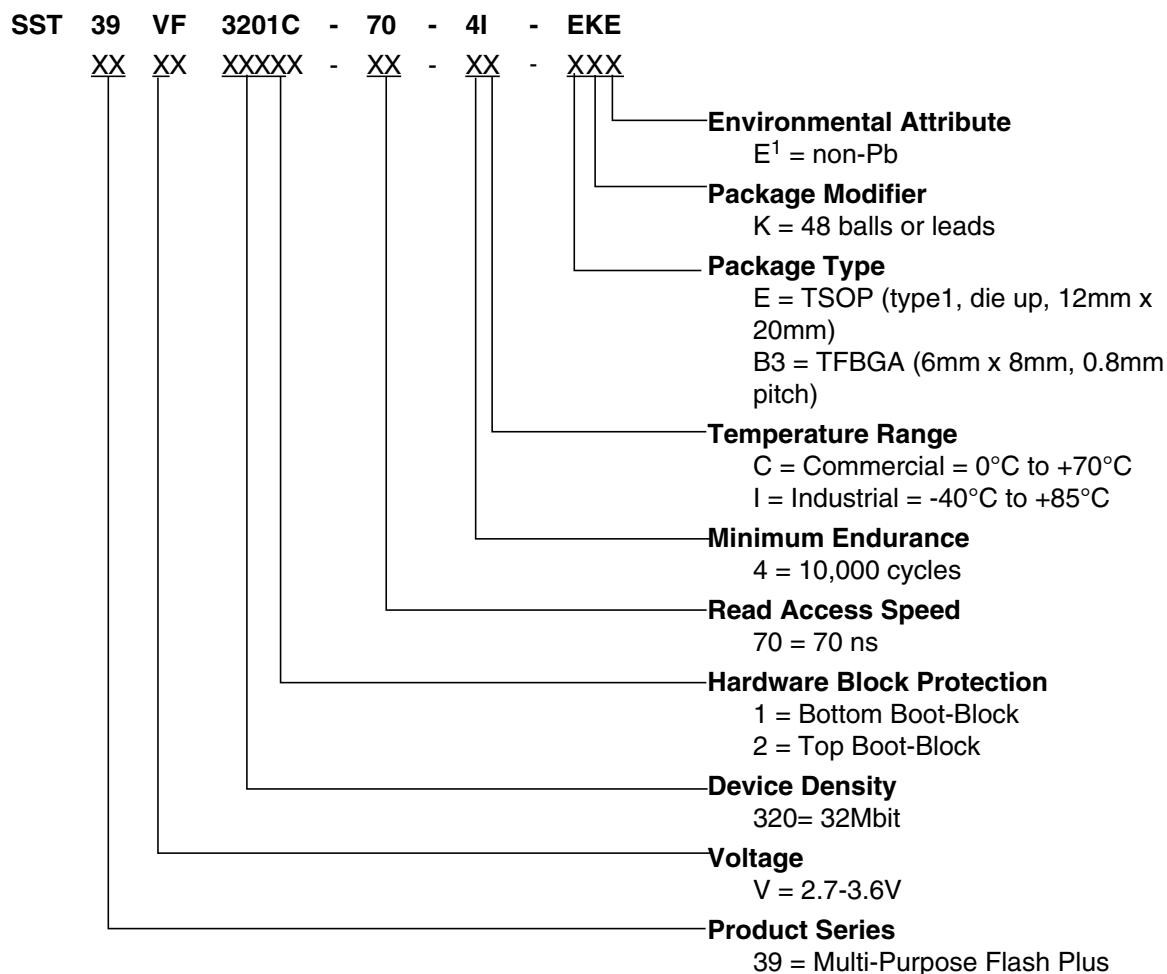 SST 39 VF 3201C - 70 - 4I - EKE
XX XX XXXXX - XX - XX - XXX
Environmental Attribute
E1 = non-Pb
Package Modifier
K = 48 balls or leads
Package Type
E = TSOP (type1, die up, 12mm x
20mm)
B3 = TFBGA (6mm x 8mm, 0.8mm
pitch)
Temperature Range
C = Commercial = 0°C to +70°C
I = Industrial = -40°C to +85°C
Minimum Endurance
4 = 10,000 cycles
Read Access Speed
70 = 70 ns
Hardware Block Protection
1 = Bottom Boot-Block
2 = Top Boot-Block
Device Density
320= 32Mbit
Voltage
V = 2.7-3.6V
Product Series
39 = Multi-Purpose Flash Plus